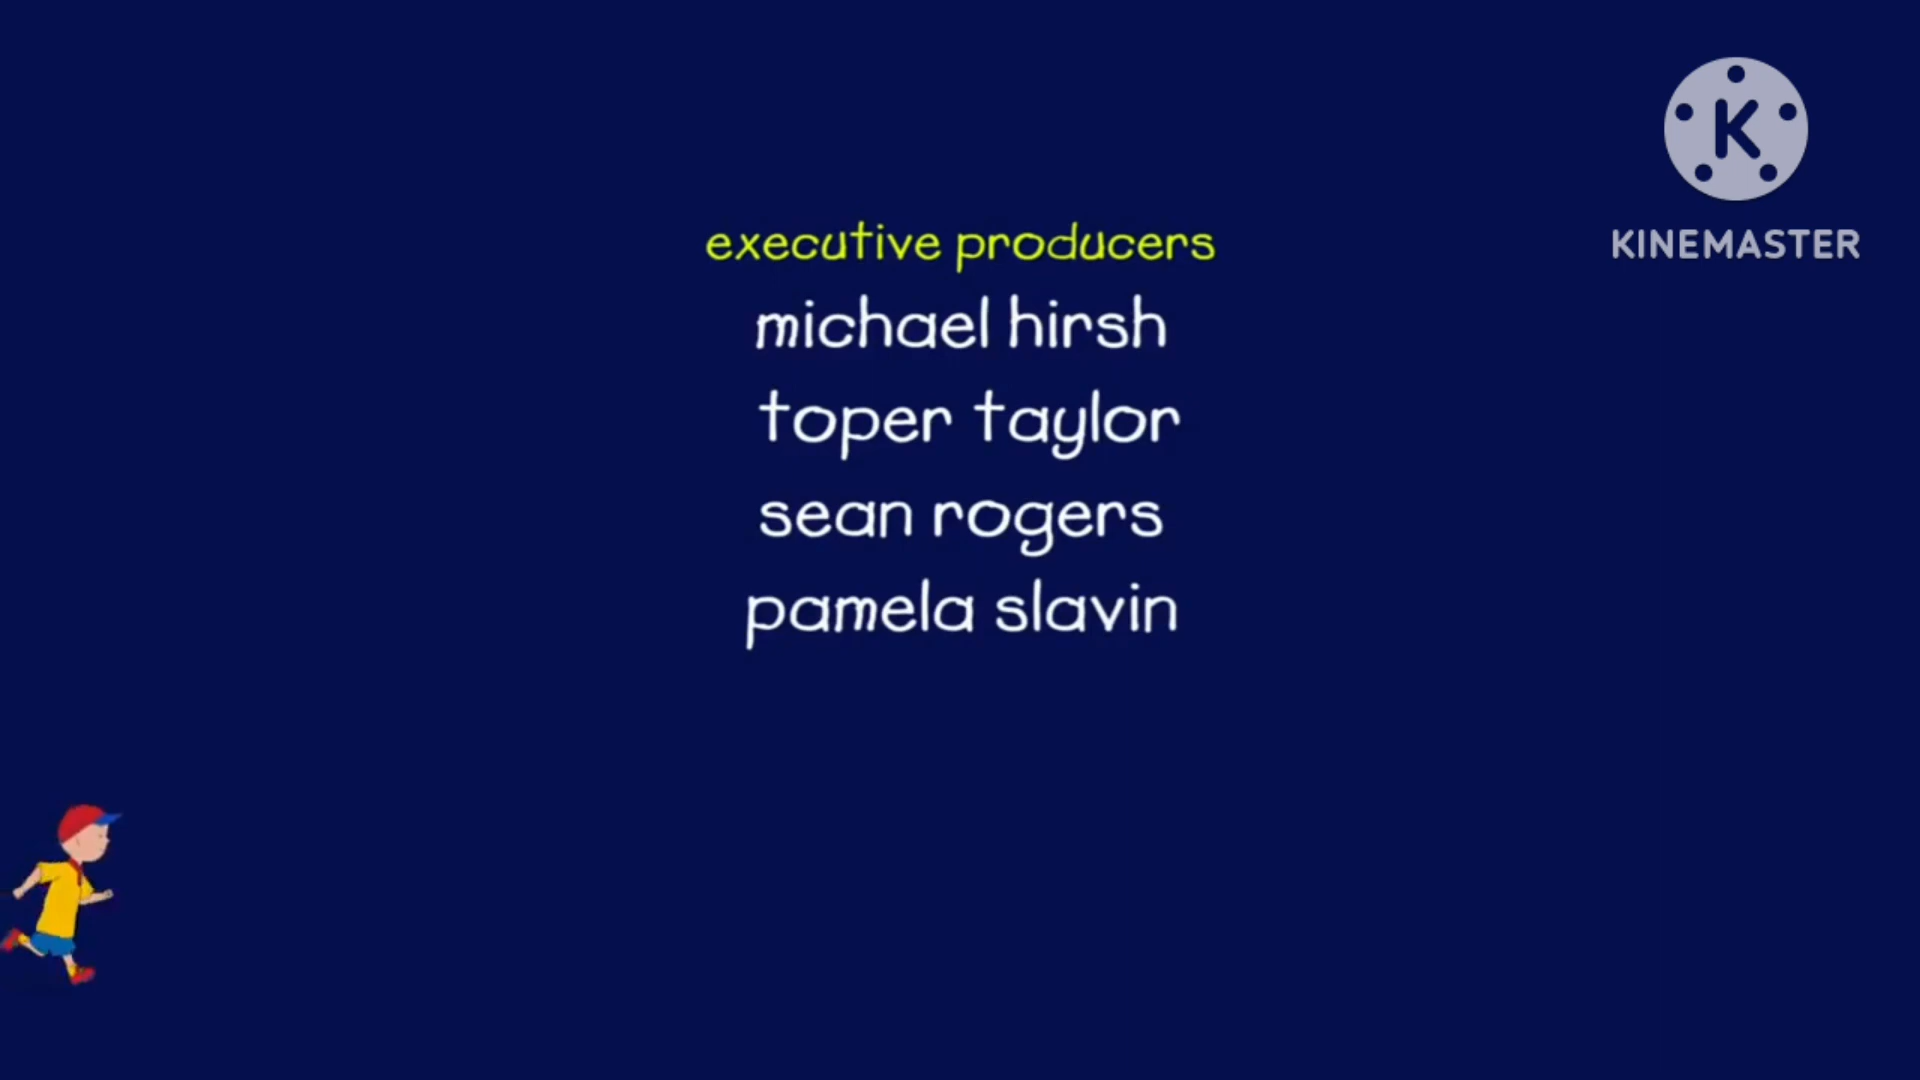 executive producers
michael hirsh
toper taylor
sean rogers
pamela slavin
K
KINEMASTER